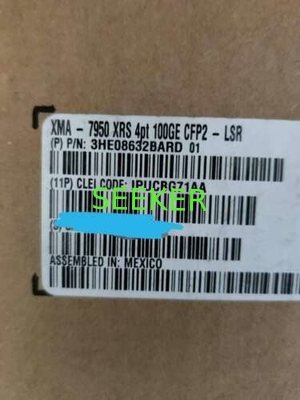 XMA - 7950 XRS 4pt 100GE CFP2 - LSR
(P) P/N: 3HE08632BARD 01
(11P) CLEI CODE: IPUCBG71AA
SEEKER
ASSEMBLED IN: MEXICO